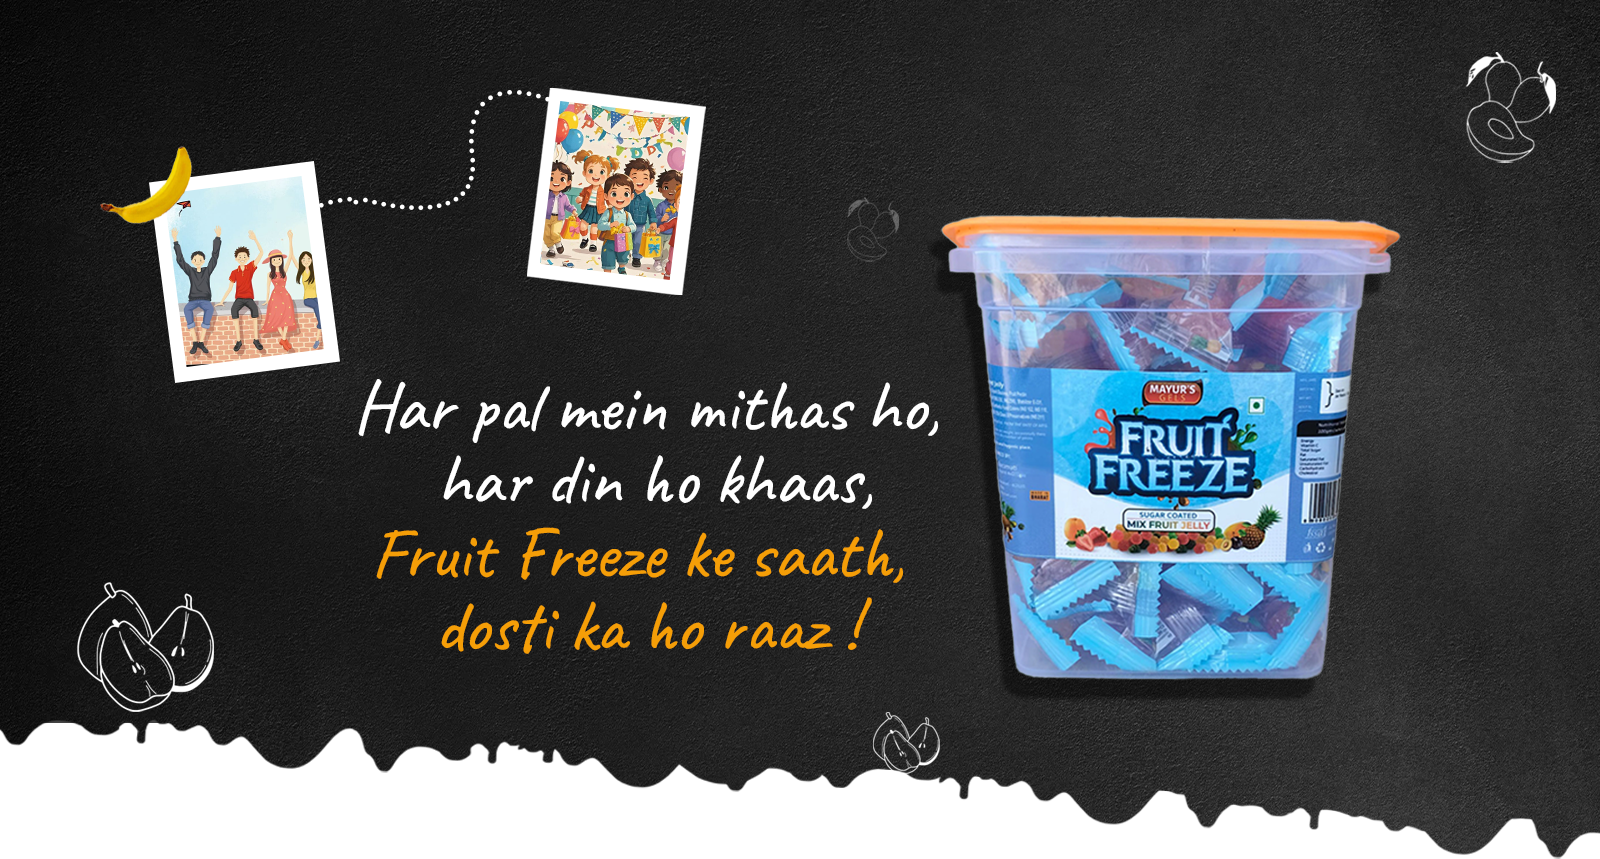 Har pal mein mithas ho,
har din ho khaas,
Fruit Freeze ke saath,
dosti ka ho raaz !
MAYUR'S
GELS
FRUIT
FREEZE
SUGAR COATED
MIX FRUIT JELLY